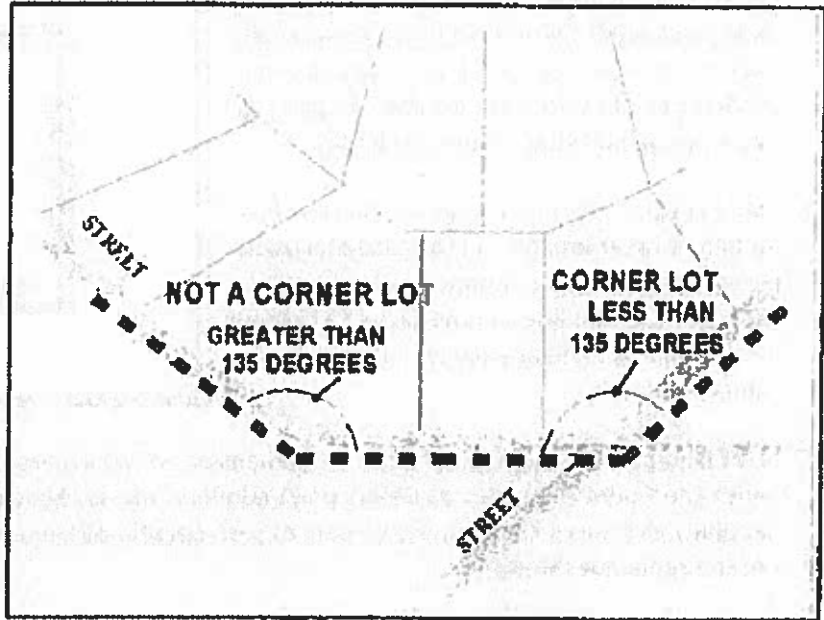 STREET
NOT A CORNER LOT
GREATER THAN
135 DEGREES
CORNER LOT
LESS THAN
135 DEGREES
STREET